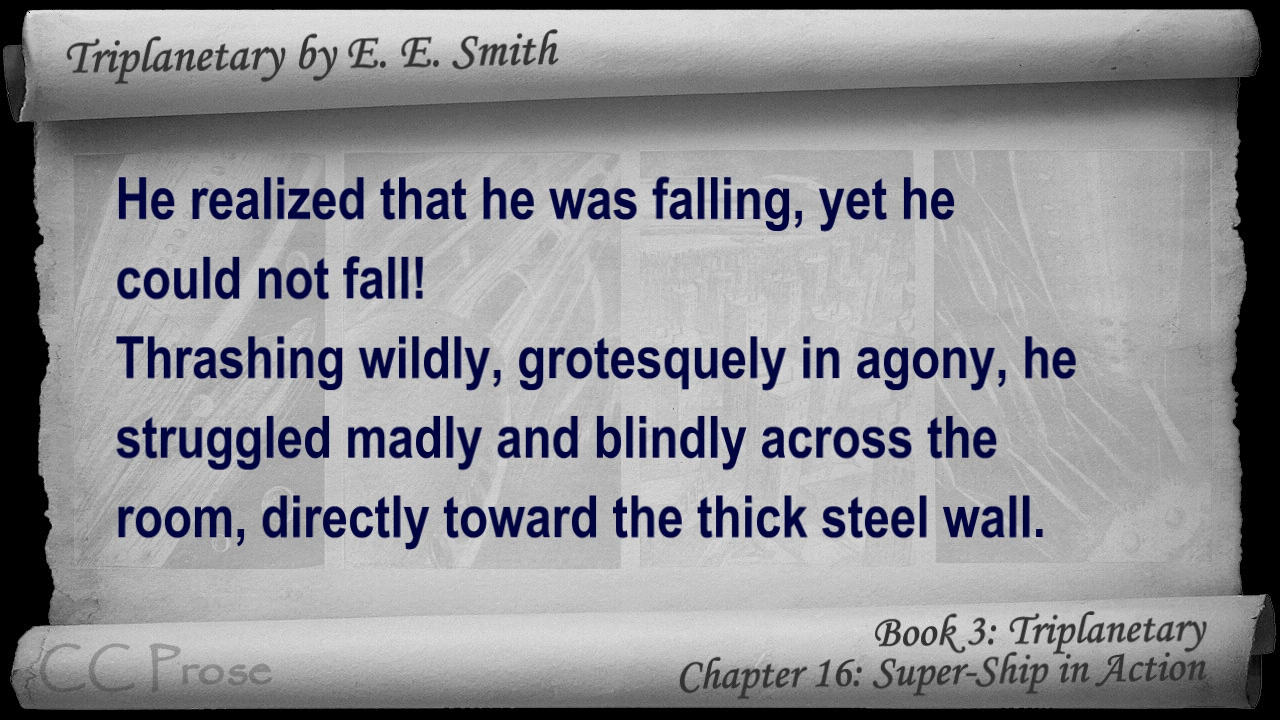 Triplanetary by E. E. Smith
He realized that he was falling, yet he
could not fall!
Thrashing wildly, grotesquely in agony, he
struggled madly and blindly across the
room, directly toward the thick steel wall.
Book 3: Triplanetary
Chapter 16: Super-Ship in Action
CC Prose